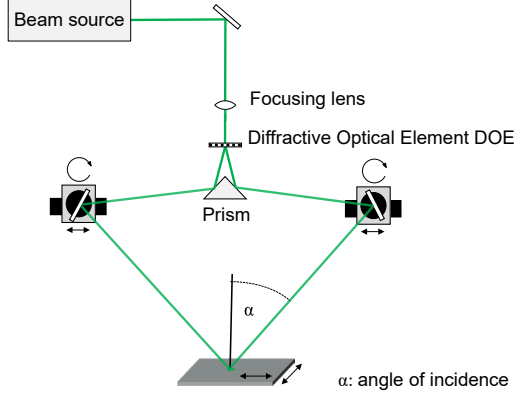 Beam source
Focusing lens
Diffractive Optical Element DOE
Prism
α
α: angle of incidence